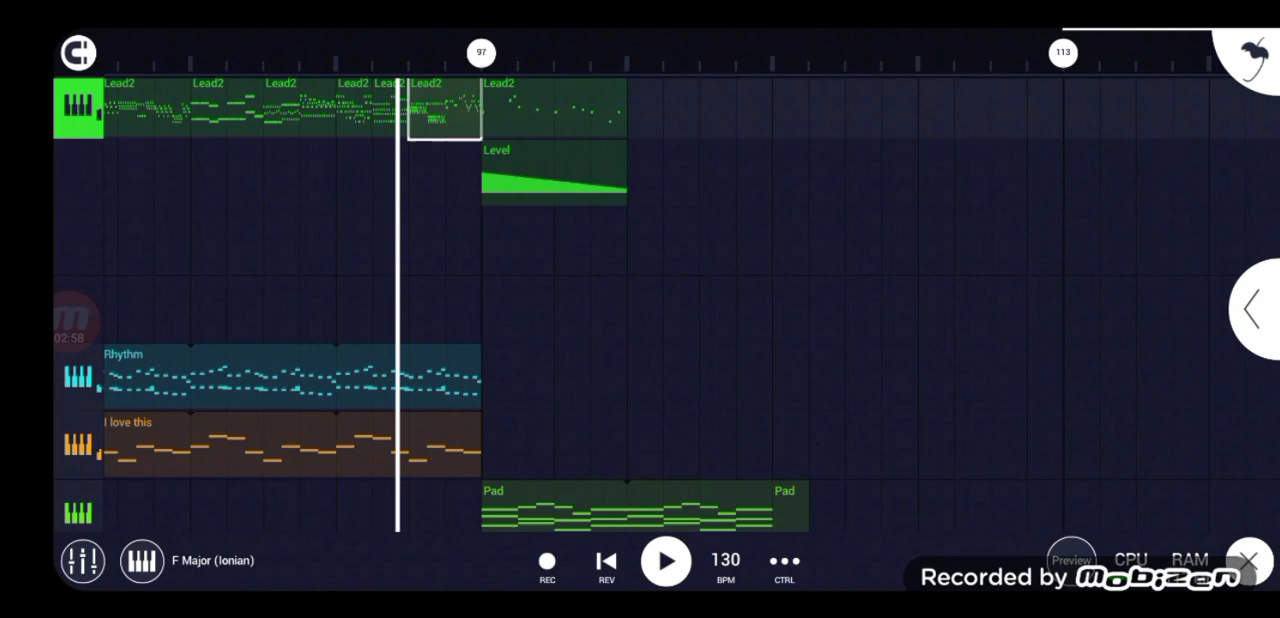 97
113
Lead2 Lead2 Lead2 Lead2 Lead2 Lead2 Lead2
Level
02:58
Rhythm
I love this
Pad Pad
F Major (Ionian)
130
Preview CPU RAM
REC REV BPM CTRL
Recorded by mobizen